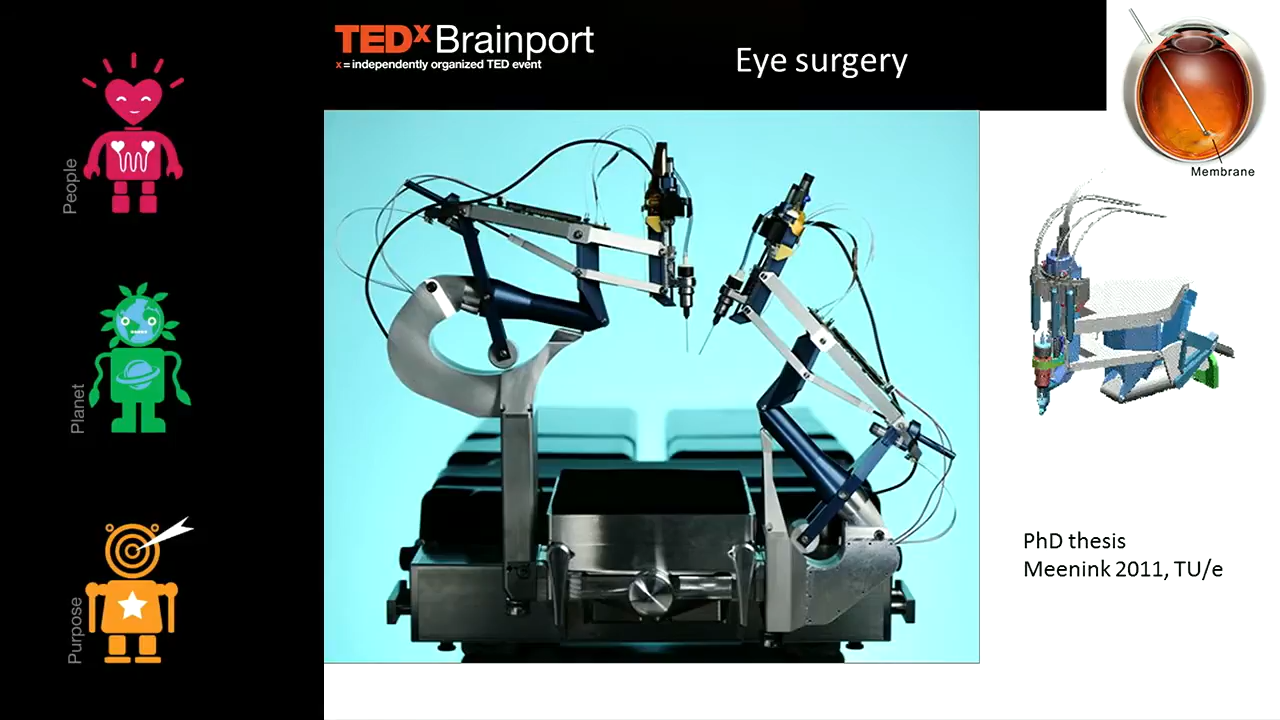 TEDx Brainport
x = independently organized TED event
Eye surgery
Membrane
People
Planet
Purpose
PhD thesis
Meenink 2011, TU/e